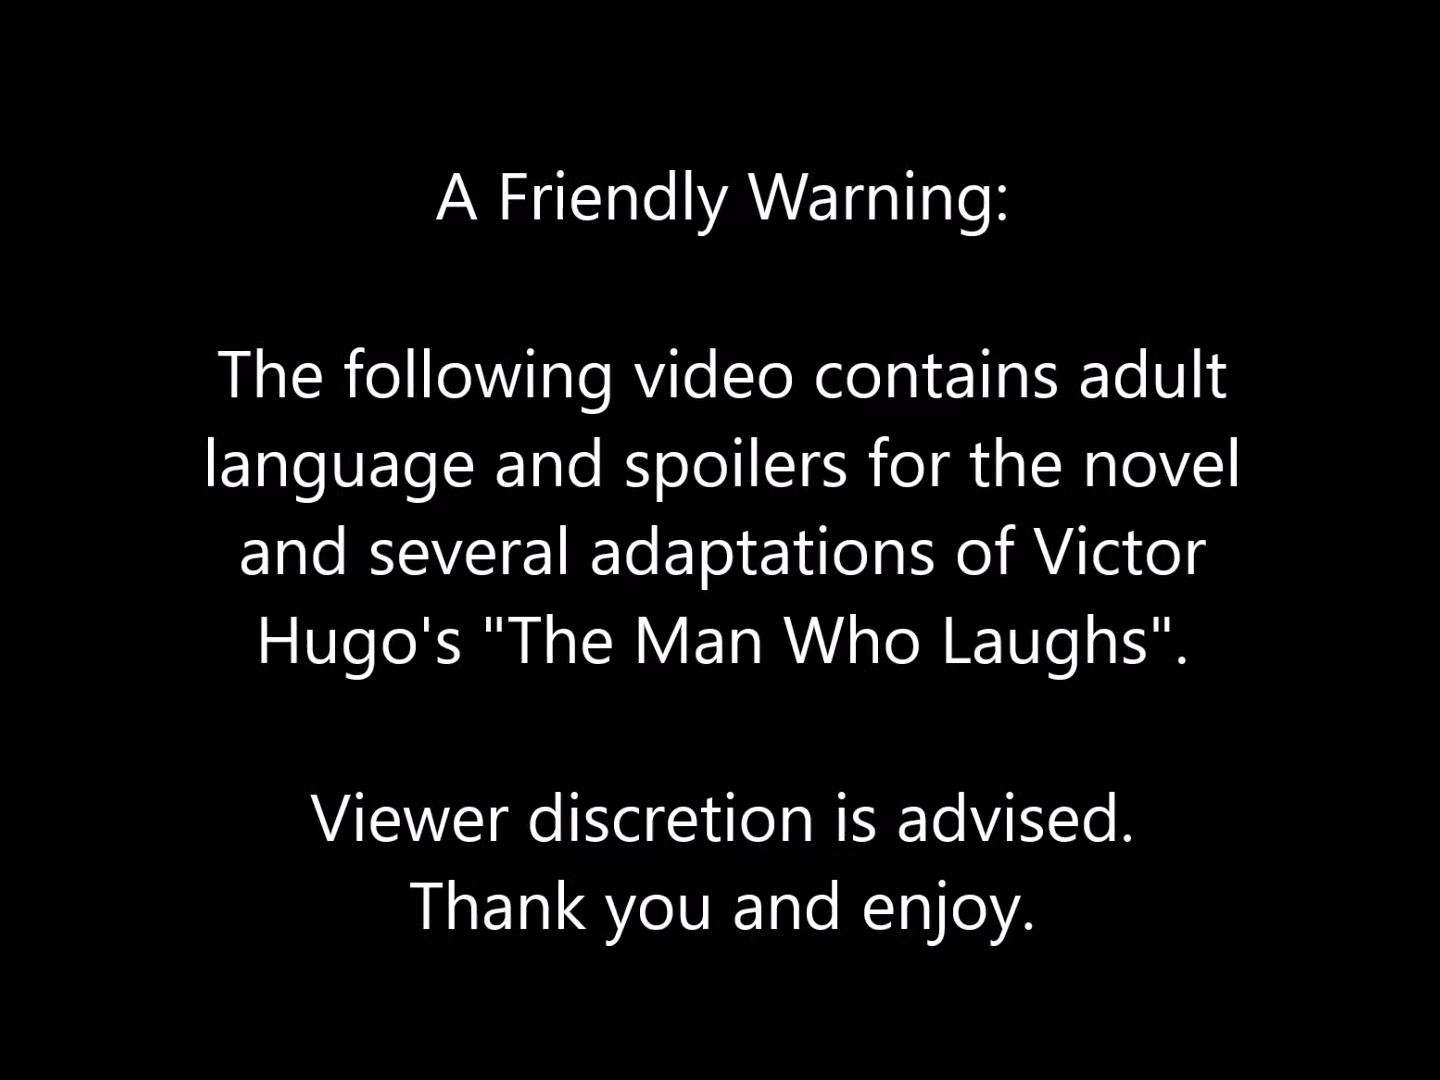 A Friendly Warning:
The following video contains adult
language and spoilers for the novel
and several adaptations of Victor
Hugo's "The Man Who Laughs".
Viewer discretion is advised.
Thank you and enjoy.